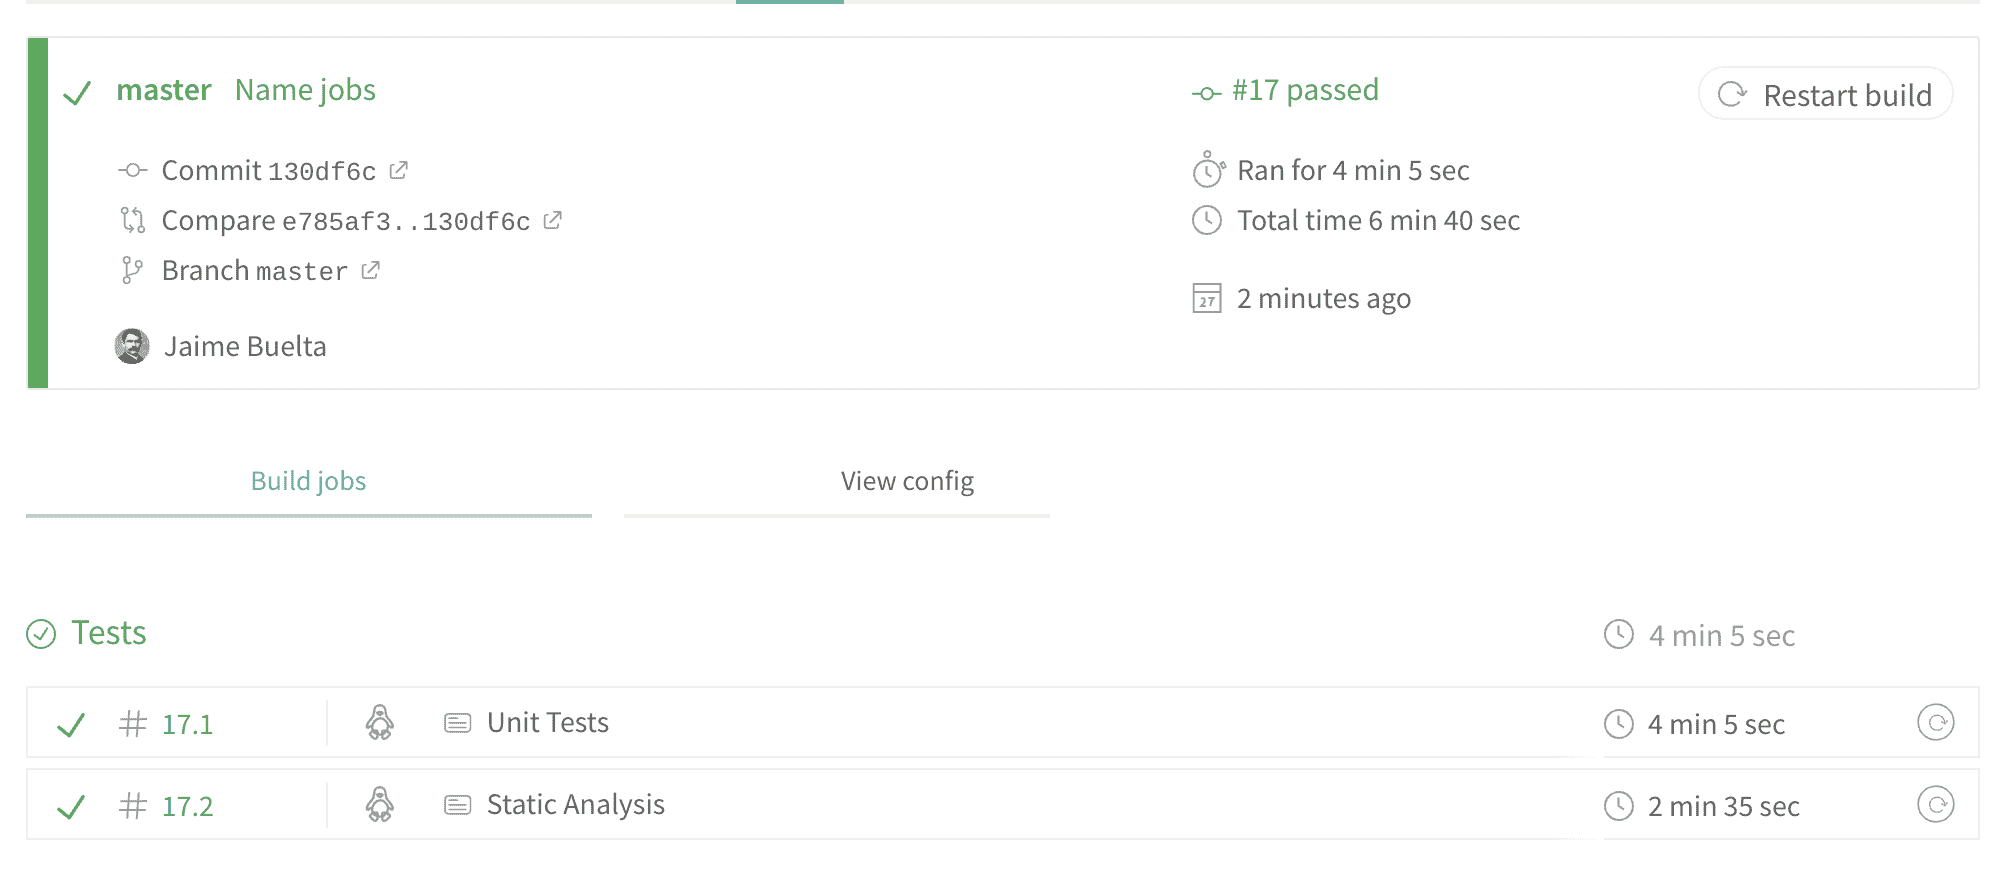 master Name jobs
#17 passed
Restart build
Commit 130df6c
Compare e785af3..130df6c
Branch master
Jaime Buelta
Ran for 4 min 5 sec
Total time 6 min 40 sec
27
2 minutes ago
Build jobs
View config
Tests
4 min 5 sec
# 17.1 Unit Tests 4 min 5 sec
# 17.2 Static Analysis 2 min 35 sec